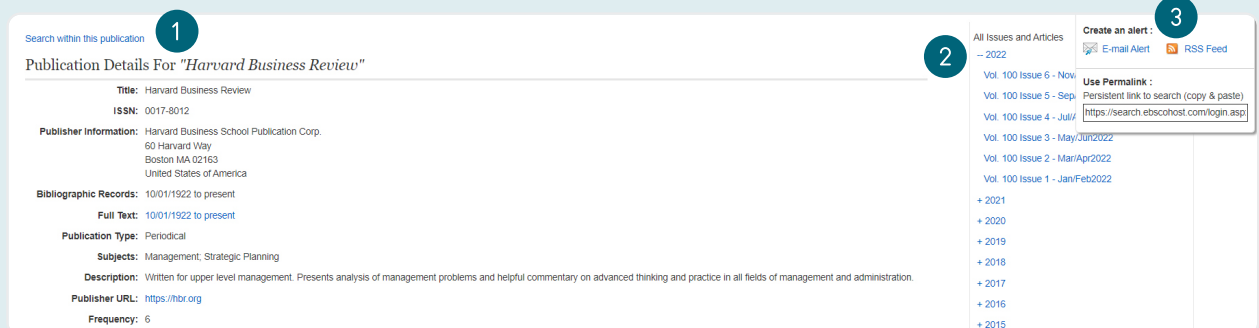 1
Search within this publication
Publication Details For "Harvard Business Review"
Title: Harvard Business Review
ISSN: 0017-8012
Publisher Information: Harvard Business School Publication Corp.
60 Harvard Way
Boston MA 02163
United States of America
Bibliographic Records: 10/01/1922 to present
Full Text: 10/01/1922 to present
Publication Type: Periodical
Subjects: Management; Strategic Planning
Description: Written for upper level management. Presents analysis of management problems and helpful commentary on advanced thinking and practice in all fields of management and administration.
Publisher URL: https://hbr.org
Frequency: 6
2
All Issues and Articles
-- 2022
Vol. 100 Issue 6 - Nov/
Vol. 100 Issue 5 - Sep/
Vol. 100 Issue 4 - Jul/A
Vol. 100 Issue 3 - May/Jun2022
Vol. 100 Issue 2 - Mar/Apr2022
Vol. 100 Issue 1 - Jan/Feb2022
+ 2021
+ 2020
+ 2019
+ 2018
+ 2017
+ 2016
+ 2015
3
Create an alert :
E-mail Alert RSS Feed
Use Permalink :
Persistent link to search (copy & paste)
https://search.ebscohost.com/login.asp